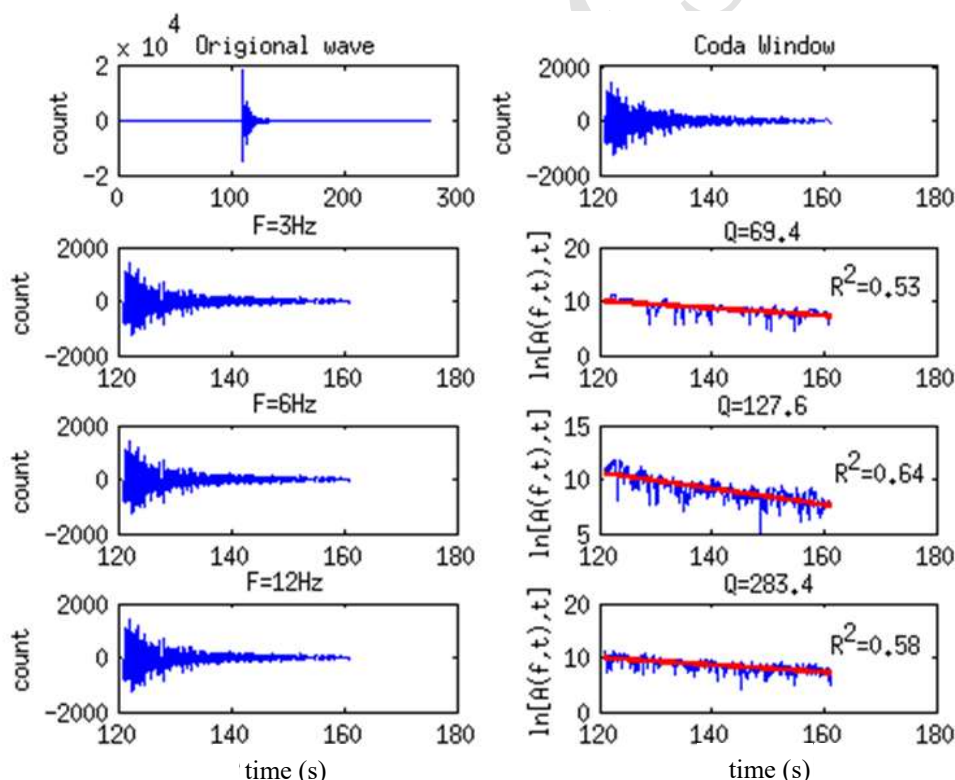 × 10^4 Origional wave
count
2
0
−2
0 100 200 300
Coda Window
count
2000
0
−2000
120 140 160 180
F=3Hz
count
2000
0
−2000
120 140 160 180
Q=69.4
ln[A(f,t),t]
20
10
0
R^2=0.53
120 140 160 180
F=6Hz
count
2000
0
−2000
120 140 160 180
Q=127.6
ln[A(f,t),t]
15
10
5
R^2=0.64
120 140 160 180
F=12Hz
count
2000
0
−2000
120 140 160 180
time (s)
Q=283.4
ln[A(f,t),t]
20
10
0
R^2=0.58
120 140 160 180
time (s)